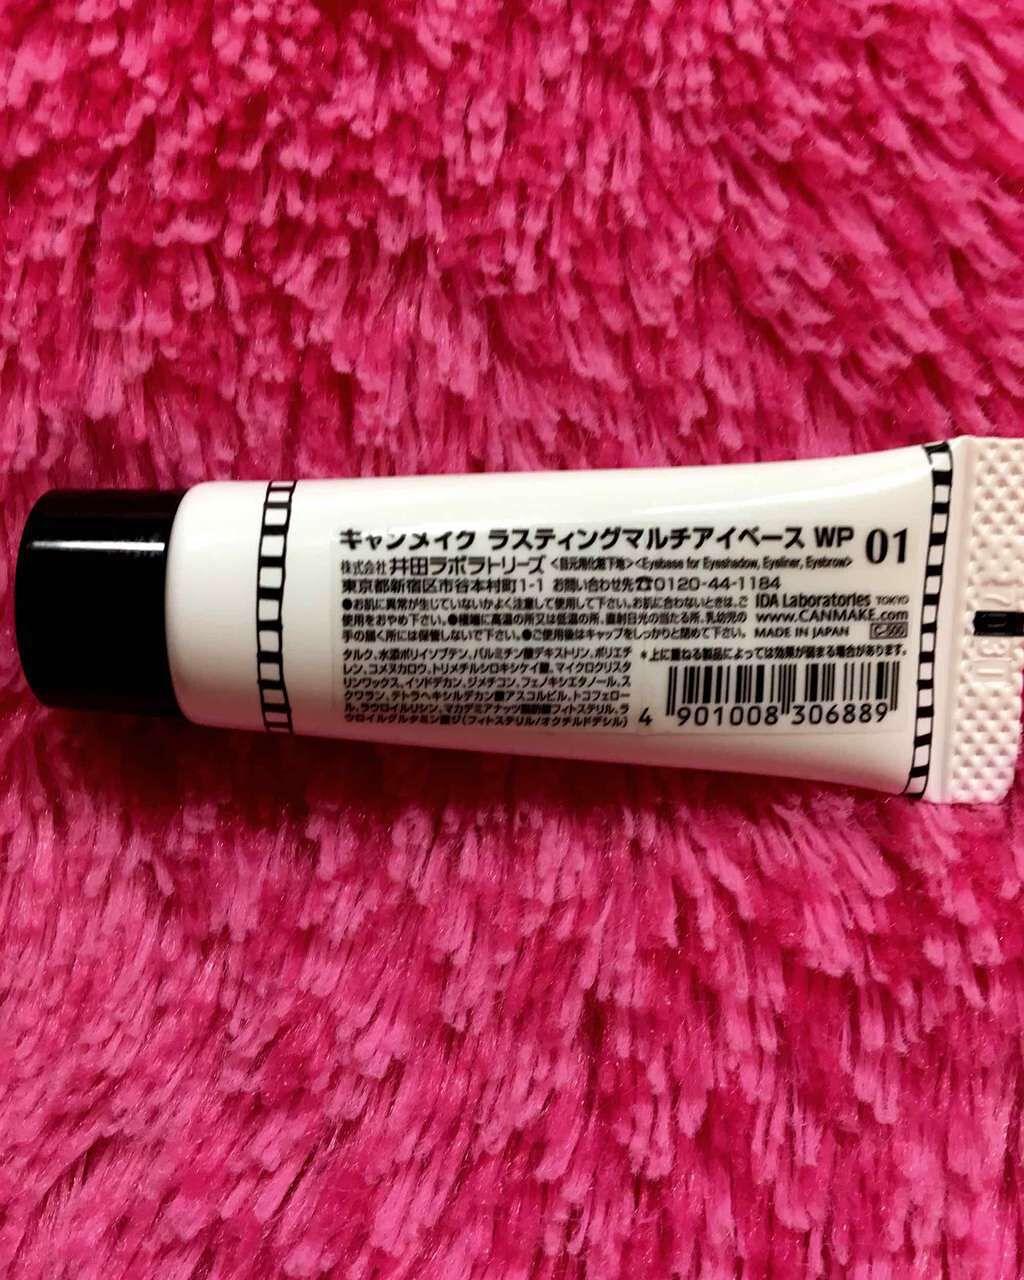 キャンメイク ラスティングマルチアイベース WP 01
株式会社 井田ラボラトリーズ <目元用化粧下地><Eyebase for Eyeshadow, Eyeliner, Eyebrow>
東京都新宿区市谷本村町1-1 お問い合わせ先☎0120-44-1184
●お肌に異常が生じていないかよく注意して使用して下さい。お肌に合わないときは、ご
使用をおやめ下さい。●極端に高温の所又は低温の所、直射日光の当たる所、乳幼児の
手の届く所には保管しないで下さい。●ご使用後はキャップをしっかりと閉めて下さい。
IDA Laboratories TOKYO
www.CANMAKE.com
MADE IN JAPAN C-500
タルク、水添ポリイソブテン、パルミチン酸デキストリン、ポリエチ
レン、コメヌカロウ、トリメチルシロキシケイ酸、マイクロクリスタ
リンワックス、イソドデカン、ジメチコン、フェノキシエタノール、ス
クワラン、テトラヘキシルデカン酸アスコルビル、トコフェロー
ル、ラウロイルリシン、マカデミアナッツ脂肪酸フィトステリル、ラ
ウロイルグルタミン酸ジ(フィトステリル/オクチルドデシル)
*上に重ねる製品によっては効果が弱まる場合があります。
4 901008 306889